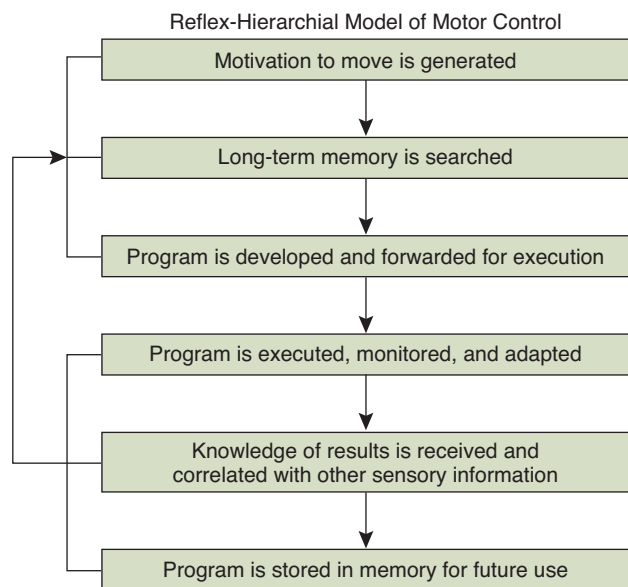 Reflex-Hierarchial Model of Motor Control
Motivation to move is generated
Long-term memory is searched
Program is developed and forwarded for execution
Program is executed, monitored, and adapted
Knowledge of results is received and
correlated with other sensory information
Program is stored in memory for future use